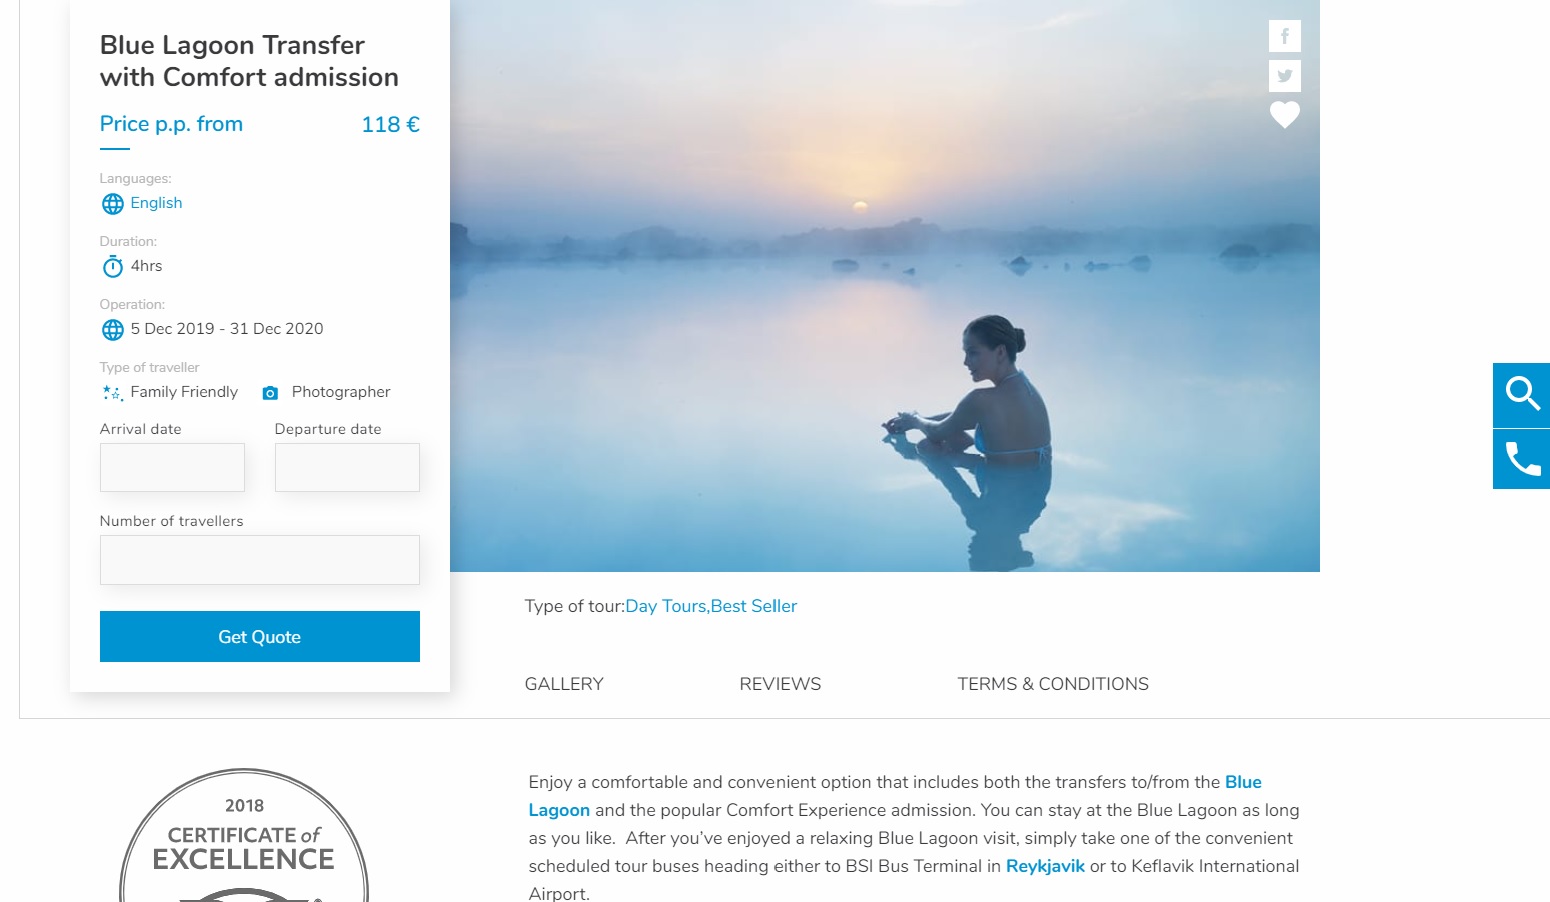 Blue Lagoon Transfer
with Comfort admission
Price p.p. from 118 €
Languages:
English
Duration:
4hrs
Operation:
5 Dec 2019 - 31 Dec 2020
Type of traveller
Family Friendly Photographer
Arrival date Departure date
Number of travellers
Get Quote
Type of tour:Day Tours,Best Seller
GALLERY REVIEWS TERMS & CONDITIONS
2018
CERTIFICATE of
EXCELLENCE
Enjoy a comfortable and convenient option that includes both the transfers to/from the Blue
Lagoon and the popular Comfort Experience admission. You can stay at the Blue Lagoon as long
as you like.  After you’ve enjoyed a relaxing Blue Lagoon visit, simply take one of the convenient
scheduled tour buses heading either to BSI Bus Terminal in Reykjavik or to Keflavik International
Airport.